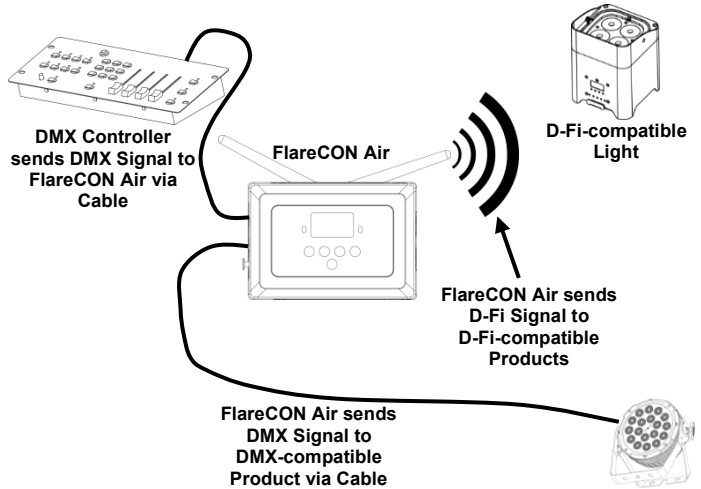 DMX Controller
sends DMX Signal to
FlareCON Air via
Cable
FlareCON Air
D-Fi-compatible
Light
FlareCON Air sends
D-Fi Signal to
D-Fi-compatible
Products
FlareCON Air sends
DMX Signal to
DMX-compatible
Product via Cable